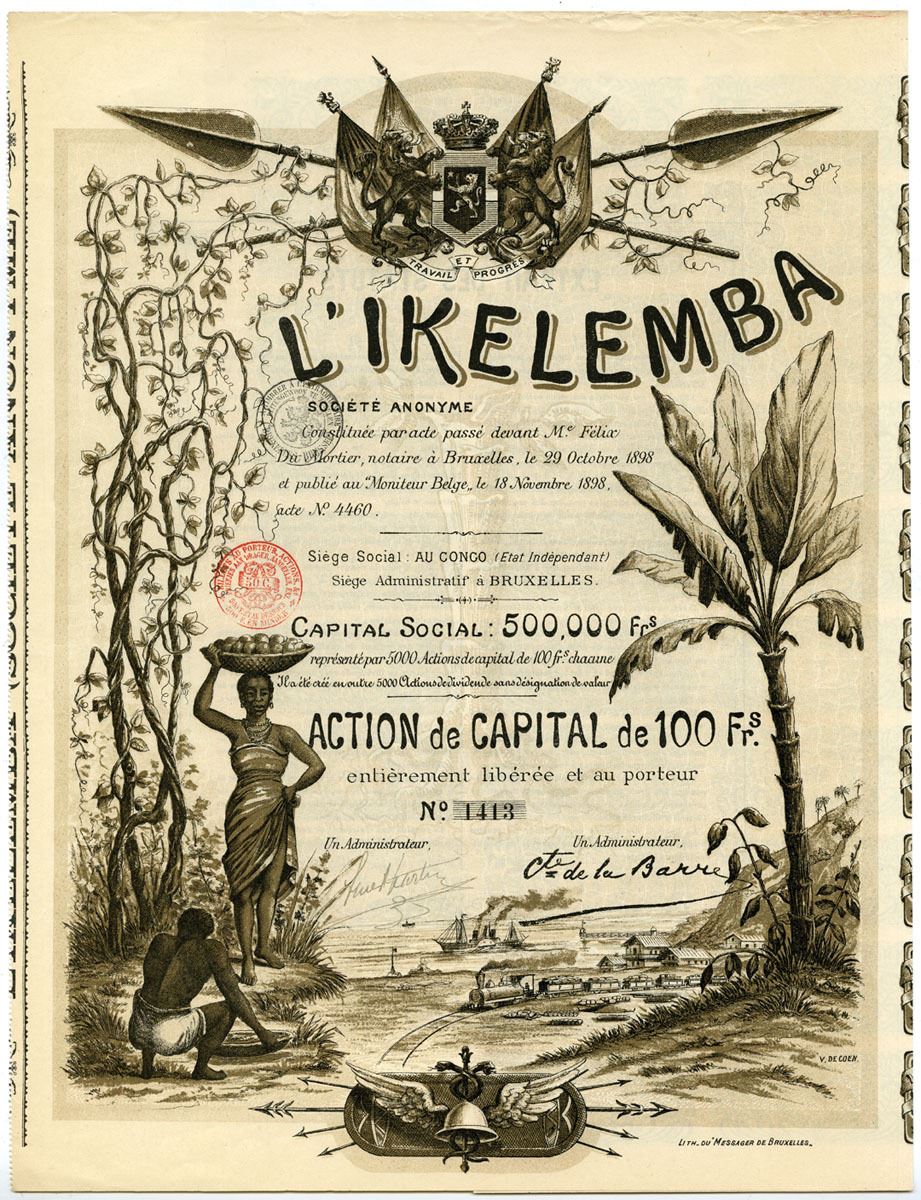 TRAVAIL ET PROGRÈS
L'IKELEMBA
SOCIÉTÉ ANONYME
Constituée par acte passé devant Me Félix
Du Mortier, notaire à Bruxelles, le 29 Octobre 1898
et publié au "Moniteur Belge", le 18 Novembre 1898,
acte No 4460.
Siège Social: AU CONGO (Etat Indépendant)
Siège Administratif à BRUXELLES.
CAPITAL SOCIAL: 500,000 Frs
représenté par 5000 Actions de capital de 100 frs chacune
Il a été créé en outre 5000 Actions de dividende sans désignation de valeur
50 C.
ACTION de CAPITAL de 100 Frs.
entièrement libérée et au porteur
No 1413
Un Administrateur,
Un Administrateur,
Cte de la Barre
V. DE COEN.
LITH. DU "MESSAGER DE BRUXELLES"